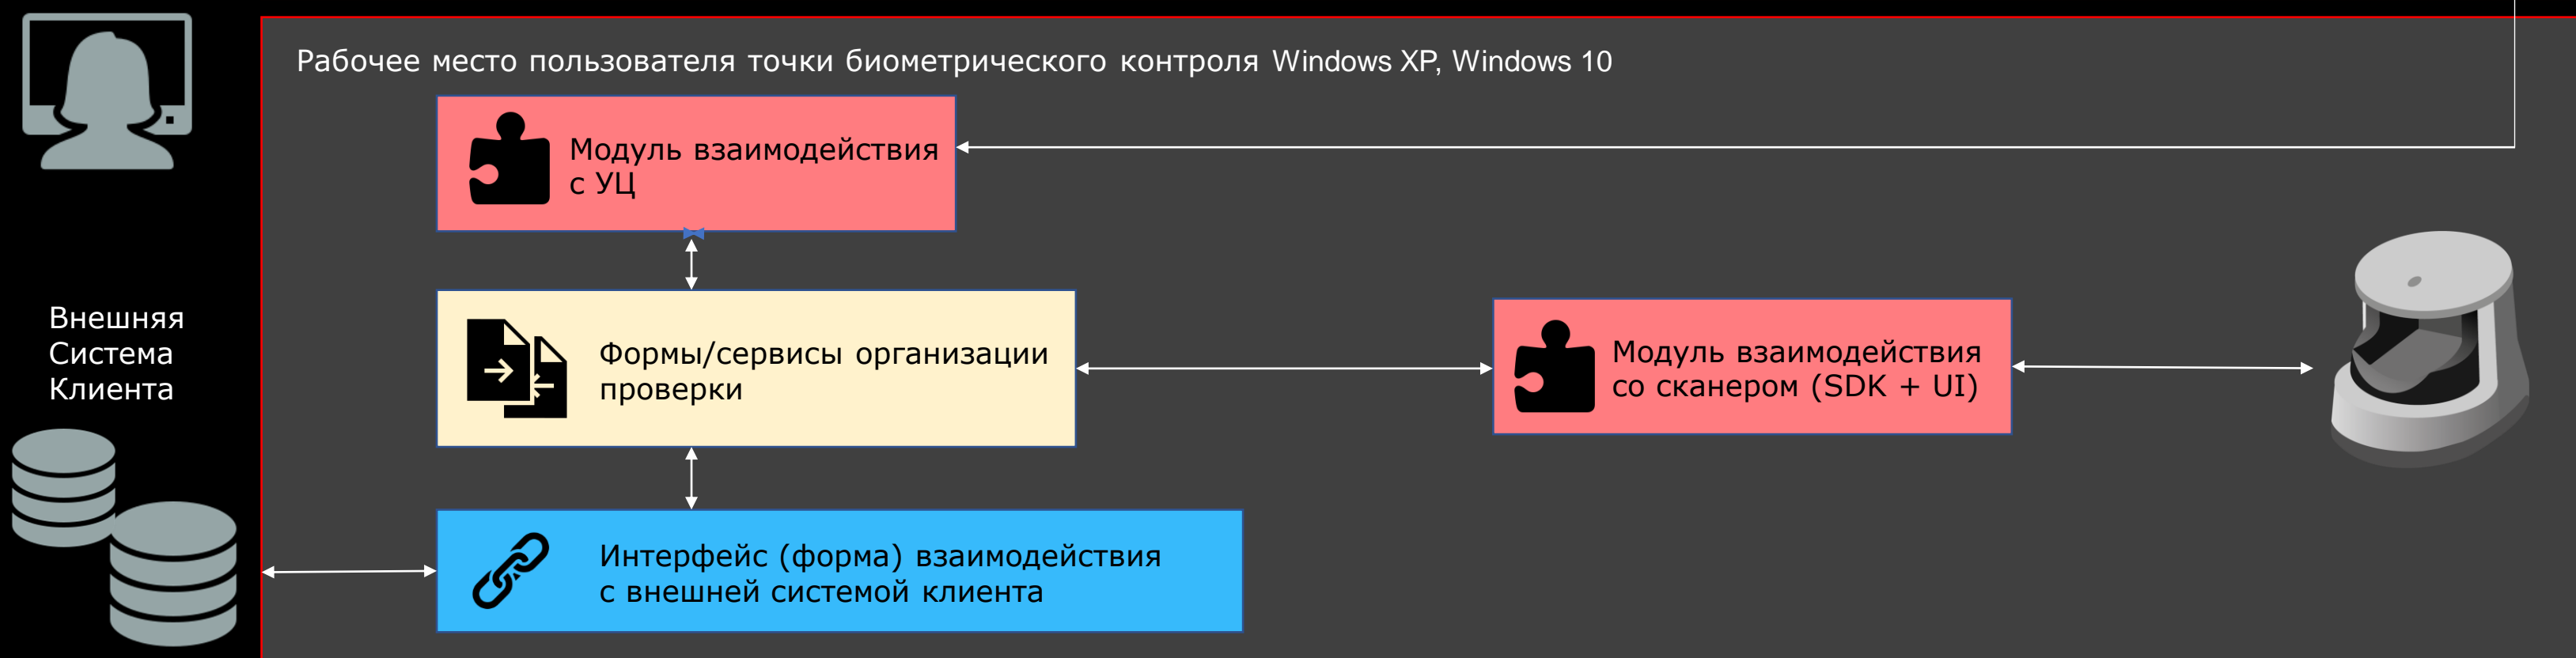 Рабочее место пользователя точки биометрического контроля Windows XP, Windows 10
Модуль взаимодействия
с УЦ
Внешняя
Система
Клиента
Формы/сервисы организации
проверки
Модуль взаимодействия
со сканером (SDK + UI)
Интерфейс (форма) взаимодействия
с внешней системой клиента